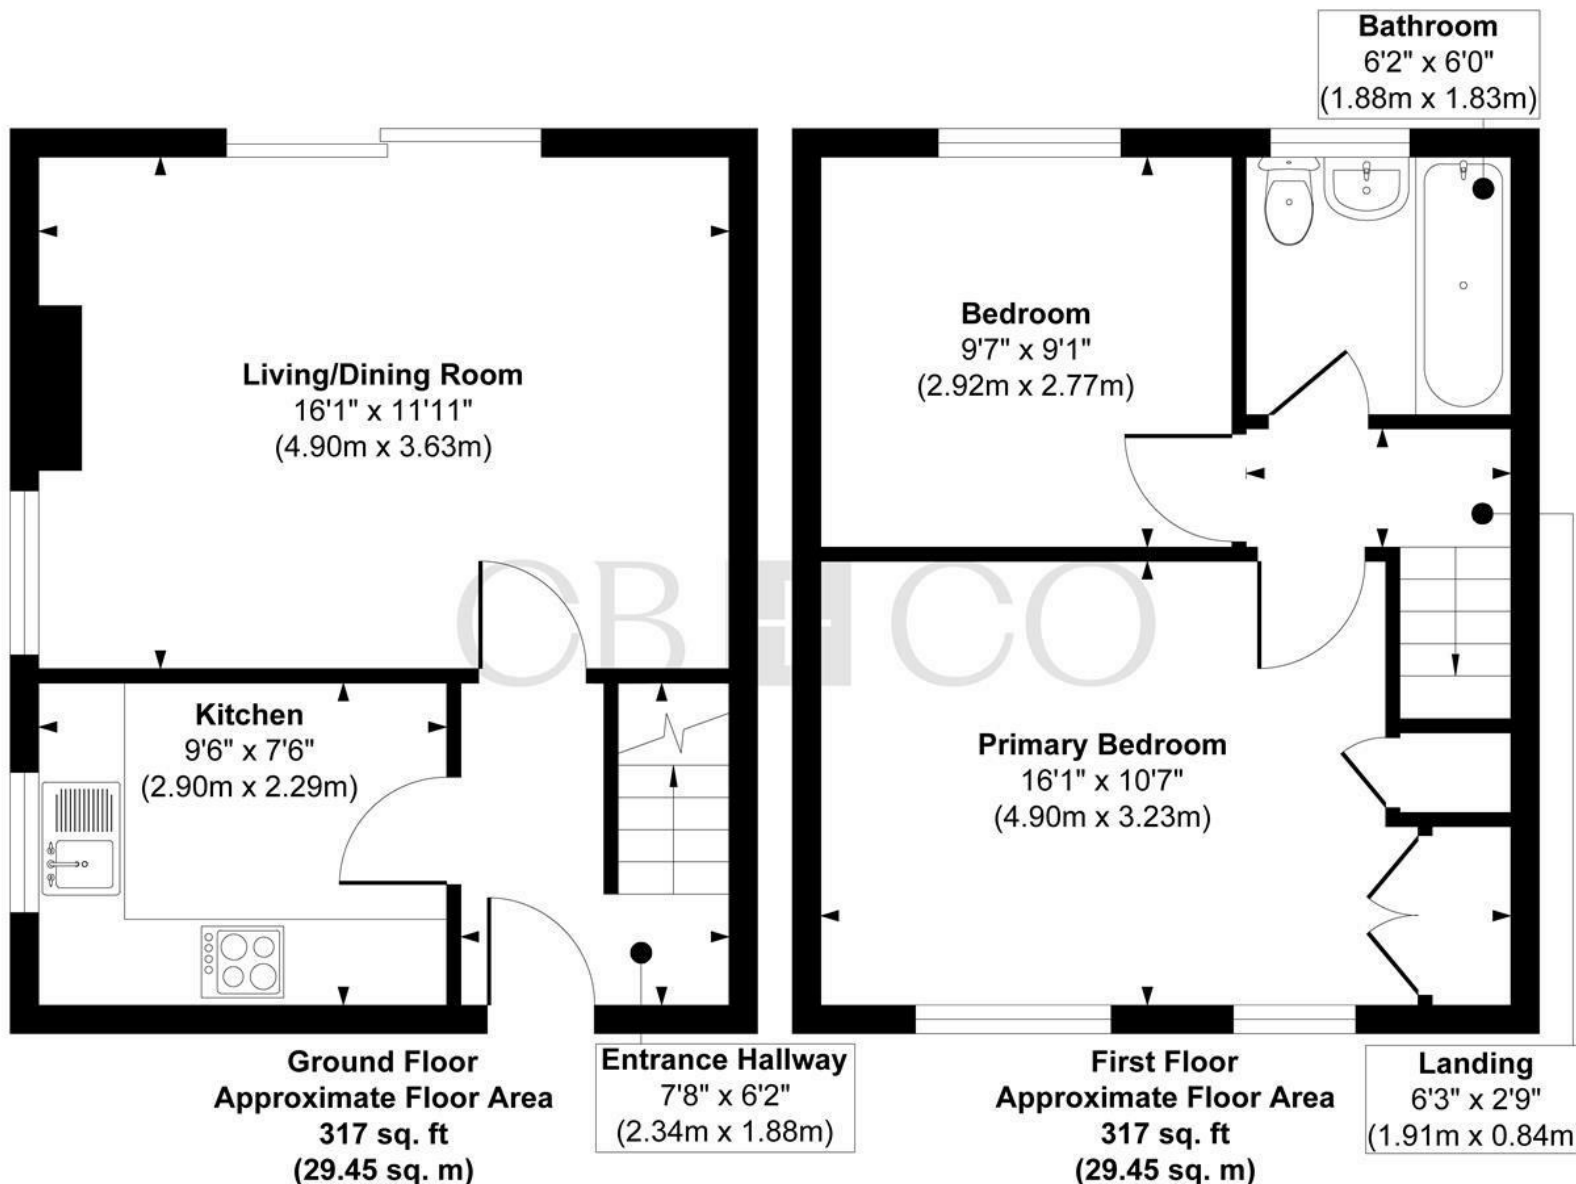 Bathroom
6'2" x 6'0"
(1.88m x 1.83m)
Living/Dining Room
16'1" x 11'11"
(4.90m x 3.63m)
Bedroom
9'7" x 9'1"
(2.92m x 2.77m)
CB H CO
Kitchen
9'6" x 7'6"
(2.90m x 2.29m)
Primary Bedroom
16'1" x 10'7"
(4.90m x 3.23m)
Ground Floor
Approximate Floor Area
317 sq. ft
(29.45 sq. m)
Entrance Hallway
7'8" x 6'2"
(2.34m x 1.88m)
First Floor
Approximate Floor Area
317 sq. ft
(29.45 sq. m)
Landing
6'3" x 2'9"
(1.91m x 0.84m